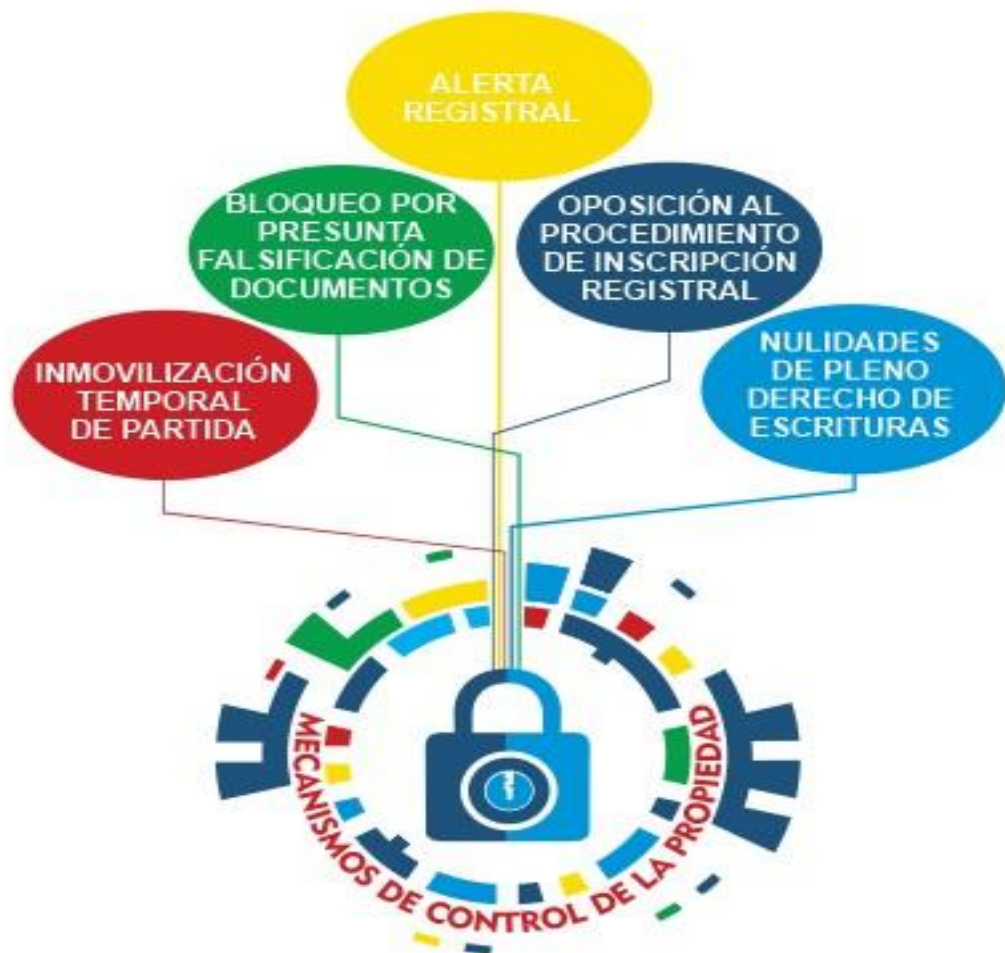 ALERTA
REGISTRAL
BLOQUEO POR
PRESUNTA
FALSIFICACIÓN DE
DOCUMENTOS
OPOSICIÓN AL
PROCEDIMIENTO
DE INSCRIPCIÓN
REGISTRAL
INMOVILIZACIÓN
TEMPORAL
DE PARTIDA
NULIDADES
DE PLENO
DERECHO DE
ESCRITURAS
MECANISMOS DE CONTROL DE LA PROPIEDAD